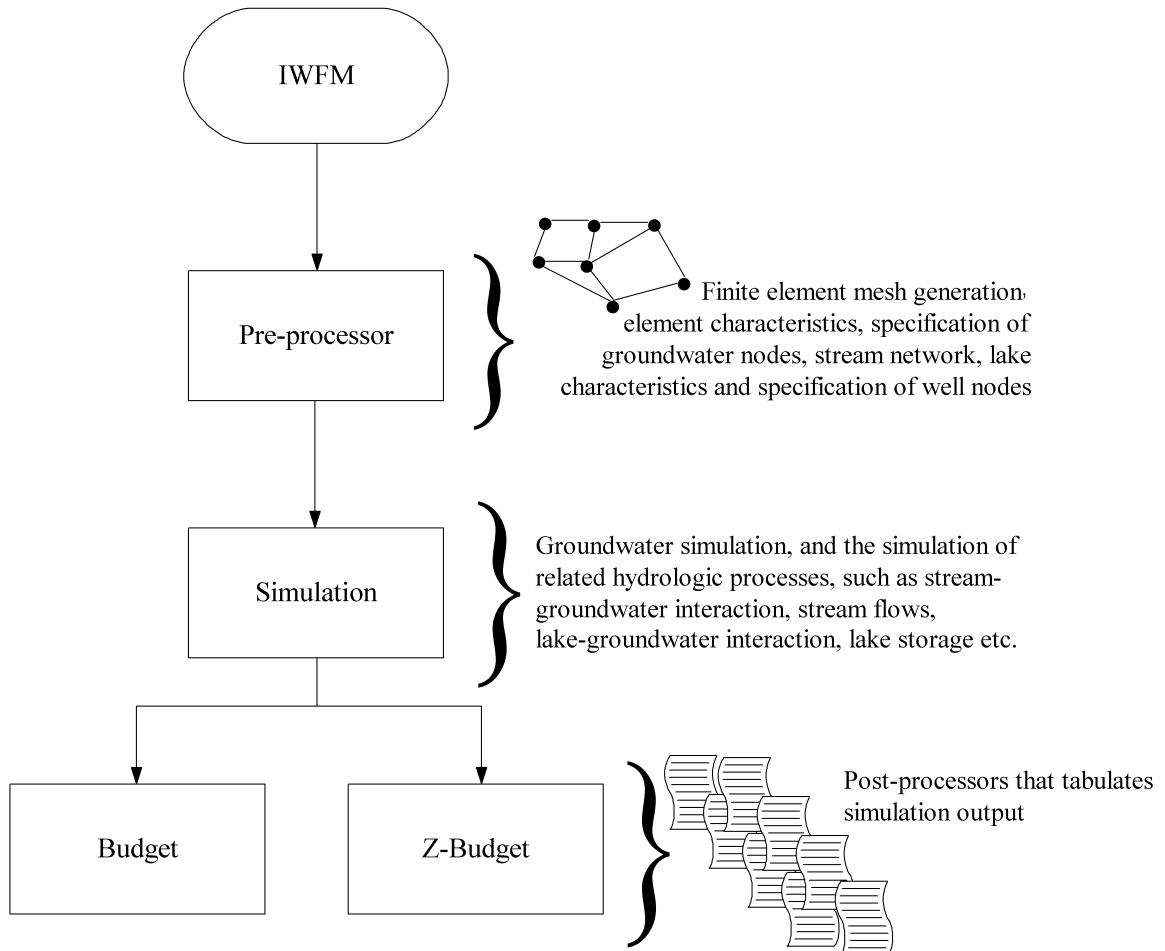 IWFM
Pre-processor
Finite element mesh generation,
element characteristics, specification of
groundwater nodes, stream network, lake
characteristics and specification of well nodes
Simulation
Groundwater simulation, and the simulation of
related hydrologic processes, such as stream-
groundwater interaction, stream flows,
lake-groundwater interaction, lake storage etc.
Budget
Z-Budget
Post-processors that tabulates
simulation output